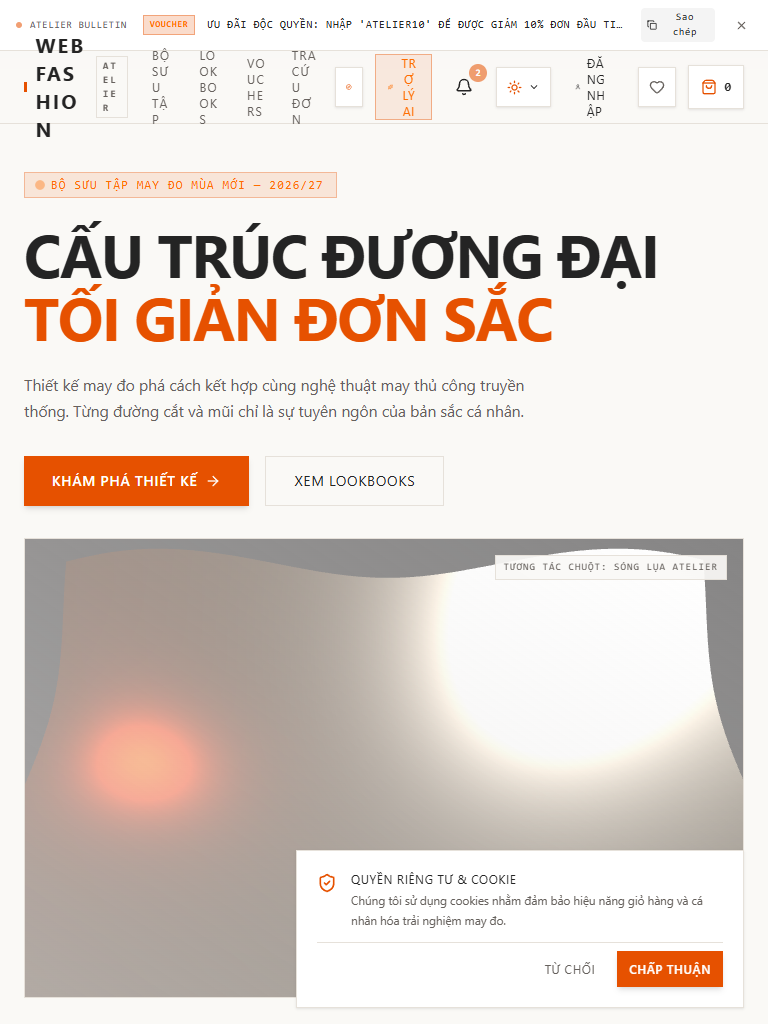 ATELIER BULLETIN
VOUCHER
ƯU ĐÃI ĐỘC QUYỀN: NHẬP 'ATELIER10' ĐỂ ĐƯỢC GIẢM 10% ĐƠN ĐẦU TI…
Sao
chép
WEB
FAS
HIO
N
AT
EL
IE
R
BỘ
SƯ
U
TẬ
P
LO
OK
BO
OK
S
VO
UC
HE
RS
TRA
CỨ
U
ĐƠ
N
TR
Ợ
LÝ
AI
2
ĐĂ
NG
NH
ẬP
0
BỘ SƯU TẬP MAY ĐO MÙA MỚI — 2026/27
CẤU TRÚC ĐƯƠNG ĐẠI
TỐI GIẢN ĐƠN SẮC
Thiết kế may đo phá cách kết hợp cùng nghệ thuật may thủ công truyền
thống. Từng đường cắt và mũi chỉ là sự tuyên ngôn của bản sắc cá nhân.
KHÁM PHÁ THIẾT KẾ
XEM LOOKBOOKS
TƯƠNG TÁC CHUỘT: SÓNG LỤA ATELIER
QUYỀN RIÊNG TƯ & COOKIE
Chúng tôi sử dụng cookies nhằm đảm bảo hiệu năng giỏ hàng và cá
nhân hóa trải nghiệm may đo.
TỪ CHỐI
CHẤP THUẬN